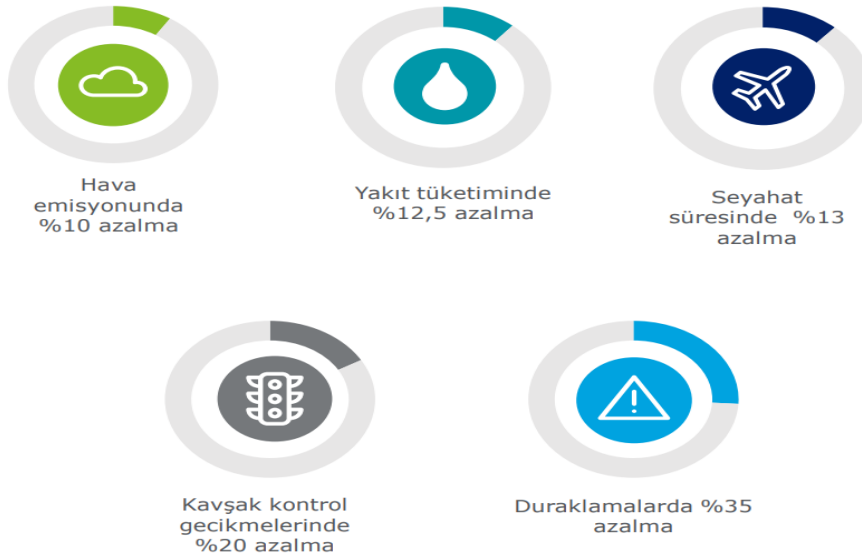 Hava
emisyonunda
%10 azalma
Yakıt tüketiminde
%12,5 azalma
Seyahat
süresinde %13
azalma
Kavşak kontrol
gecikmelerinde
%20 azalma
Duraklamalarda %35
azalma